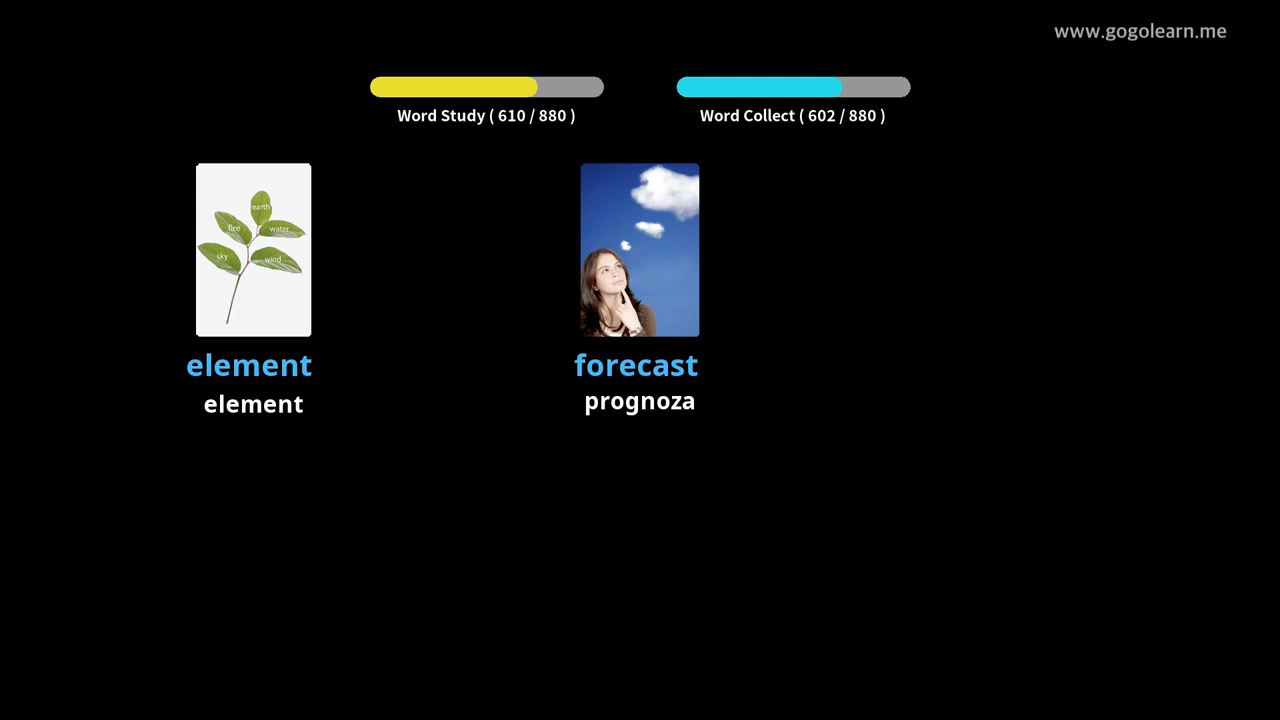 www.gogolearn.me
Word Study ( 610 / 880 )
Word Collect ( 602 / 880 )
earth
fire
water
sky
wind
element
element
forecast
prognoza